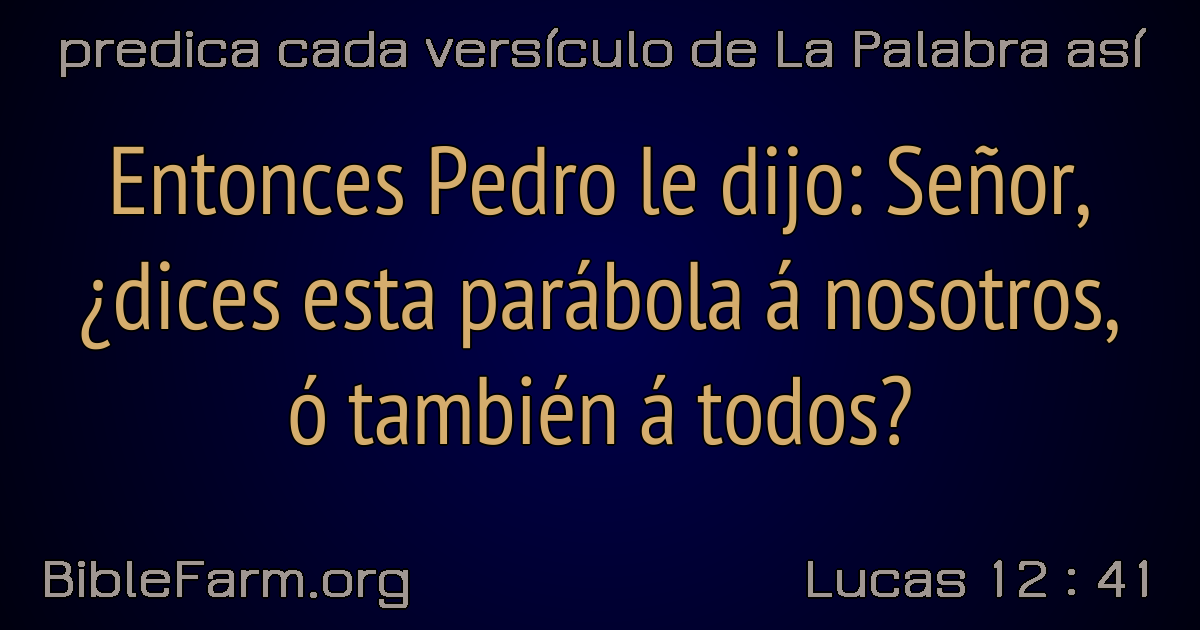 predica cada versículo de La Palabra así
Entonces Pedro le dijo: Señor,
¿dices esta parábola á nosotros,
ó también á todos?
BibleFarm.org
Lucas 12 : 41